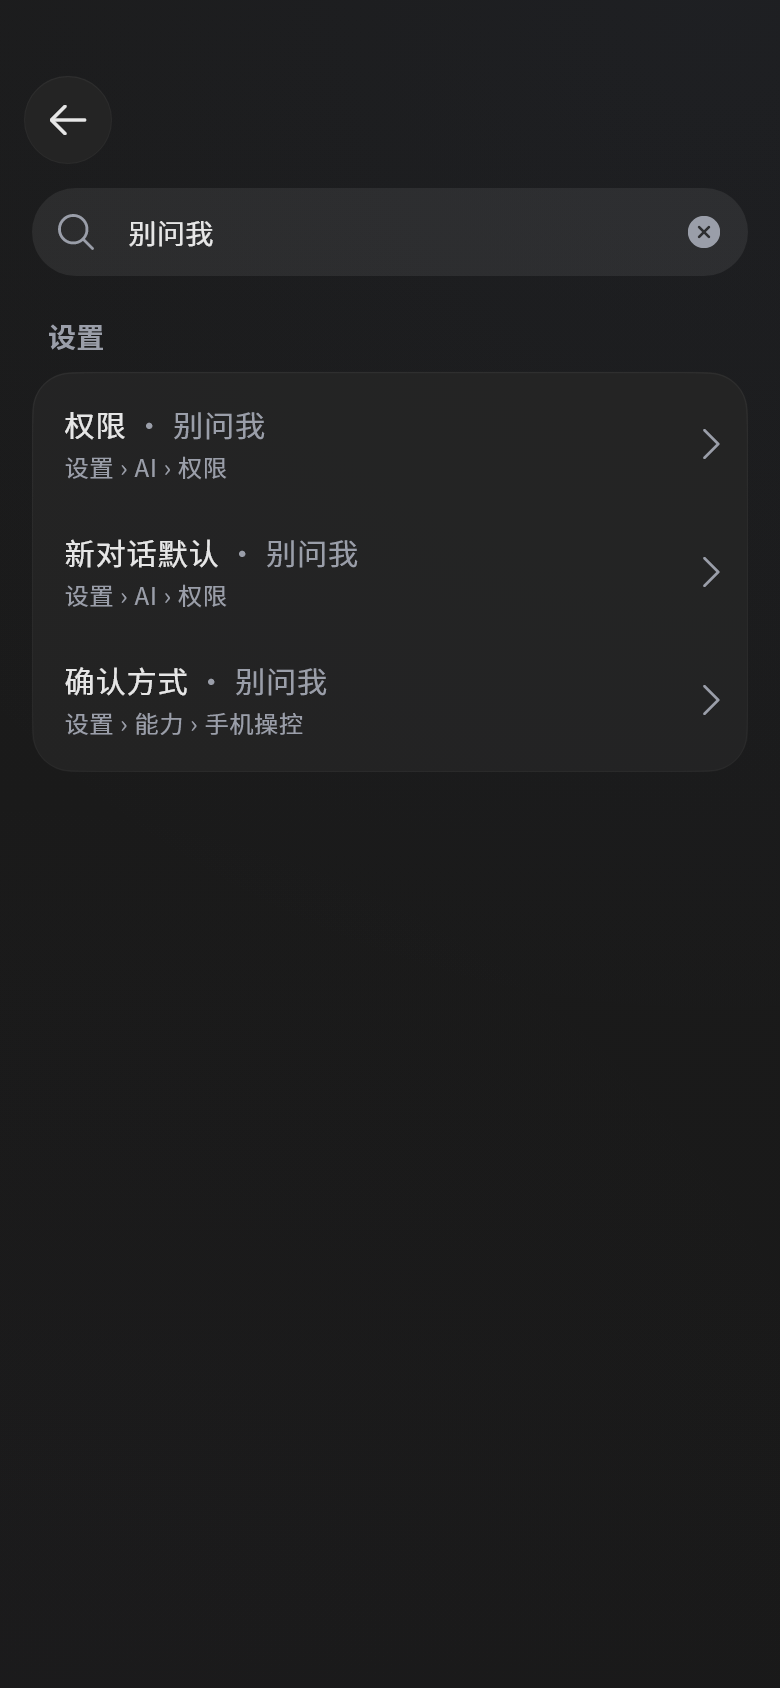 别问我
设置
权限 · 别问我
设置 › AI › 权限
新对话默认 · 别问我
设置 › AI › 权限
确认方式 · 别问我
设置 › 能力 › 手机操控